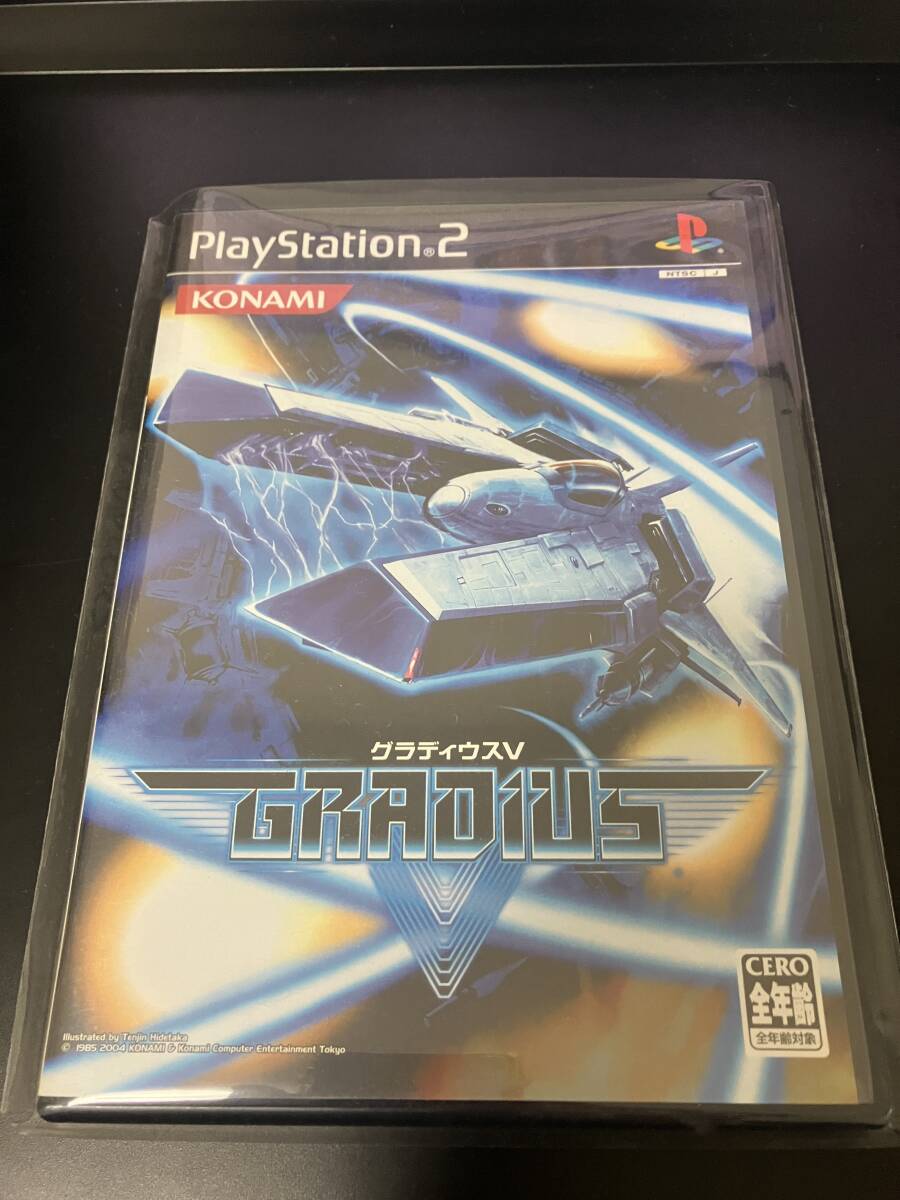 PlayStation®2
NTSC J
KONAMI
グラディウスV
GRADIUS
V
CERO
全年齢
全年齢対象
Illustrated by Tenjin Hidetaka
© 1985 2004 KONAMI & Konami Computer Entertainment Tokyo